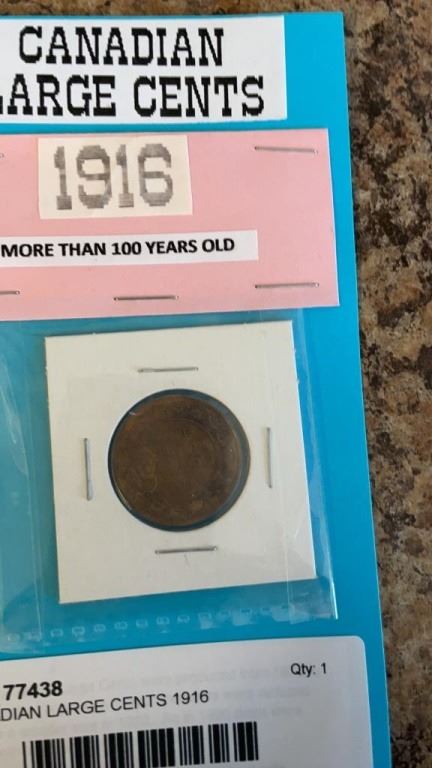 CANADIAN
LARGE CENTS
1916
MORE THAN 100 YEARS OLD
Qty: 1
77438
DIAN LARGE CENTS 1916